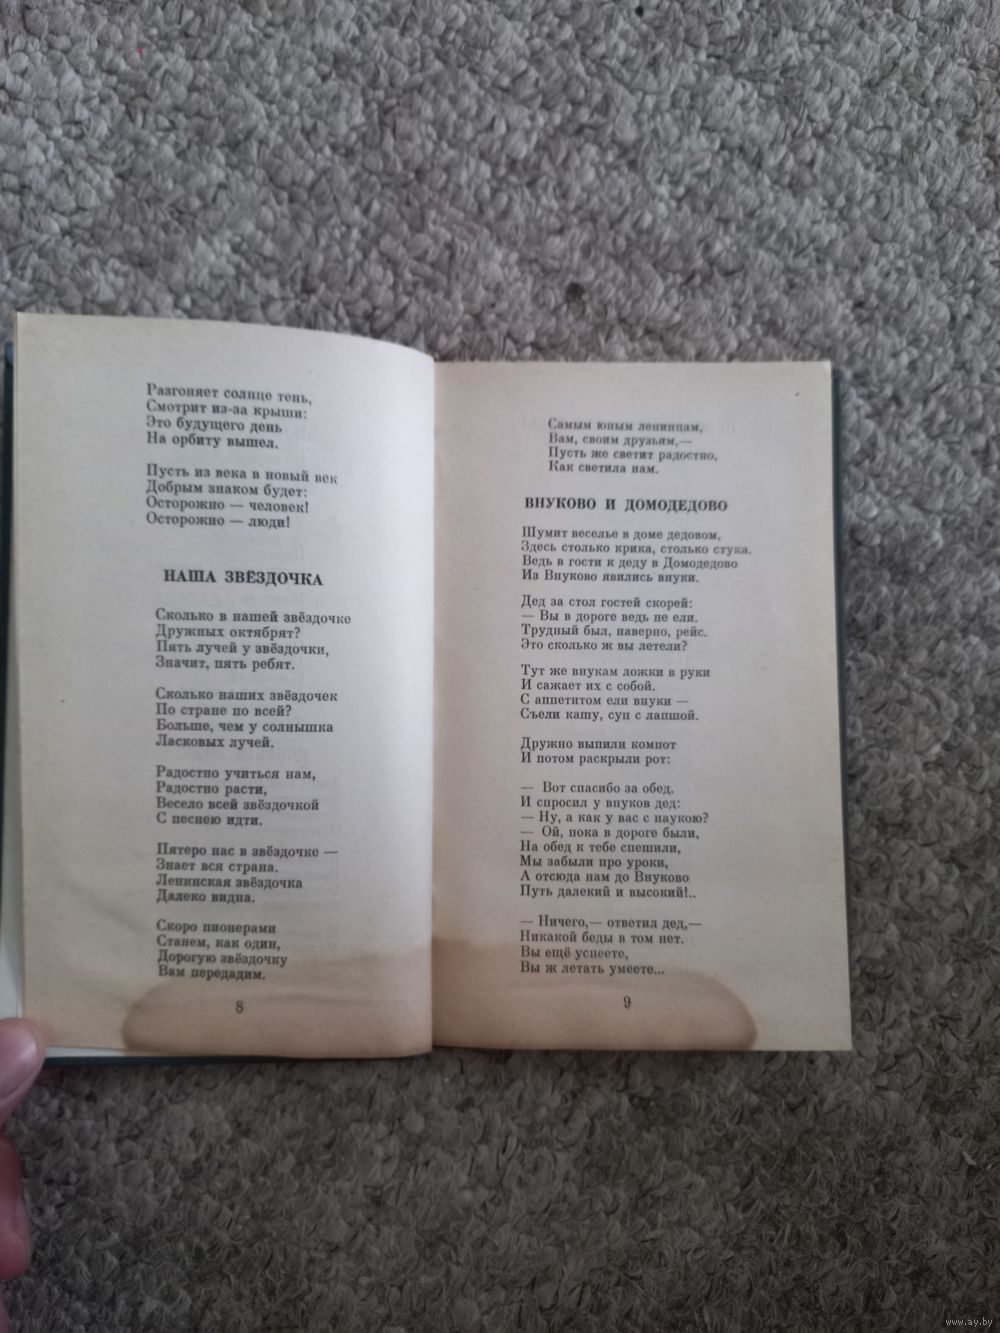 Разгоняет солнце тень,
Смотрит из-за крыши:
Это будущего день
На орбиту вышел.
Пусть из века в новый век
Добрым знаком будет:
Осторожно — человек!
Осторожно — люди!
НАША ЗВЁЗДОЧКА
Сколько в нашей звёздочке
Дружных октябрят?
Пять лучей у звёздочки,
Значит, пять ребят.
Сколько наших звёздочек
По стране по всей?
Больше, чем у солнышка
Ласковых лучей.
Радостно учиться нам,
Радостно расти,
Весело всей звёздочкой
С песнею идти.
Пятеро нас в звёздочке —
Знает вся страна.
Ленинская звёздочка
Далеко видна.
Скоро пионерами
Станем, как один,
Дорогую звёздочку
Вам передадим.
8
Самым юным ленинцам,
Вам, своим друзьям,—
Пусть же светит радостно,
Как светила нам.
ВНУКОВО И ДОМОДЕДОВО
Шумит веселье в доме дедовом,
Здесь столько крика, столько стука.
Ведь в гости к деду в Домодедово
Из Внуково явились внуки.
Дед за стол гостей скорей:
— Вы в дороге ведь не ели.
Трудный был, наверно, рейс.
Это сколько ж вы летели?
Тут же внукам ложки в руки
И сажает их с собой.
С аппетитом ели внуки —
Съели кашу, суп с лапшой.
Дружно выпили компот
И потом раскрыли рот:
— Вот спасибо за обед.
И спросил у внуков дед:
— Ну, а как у вас с наукою?
— Ой, пока в дороге были,
На обед к тебе спешили,
Мы забыли про уроки,
А отсюда нам до Внуково
Путь далекий и высокий!..
— Ничего,— ответил дед,—
Никакой беды в том нет.
Вы ещё успеете,
Вы ж летать умеете...
9
www.ay.by